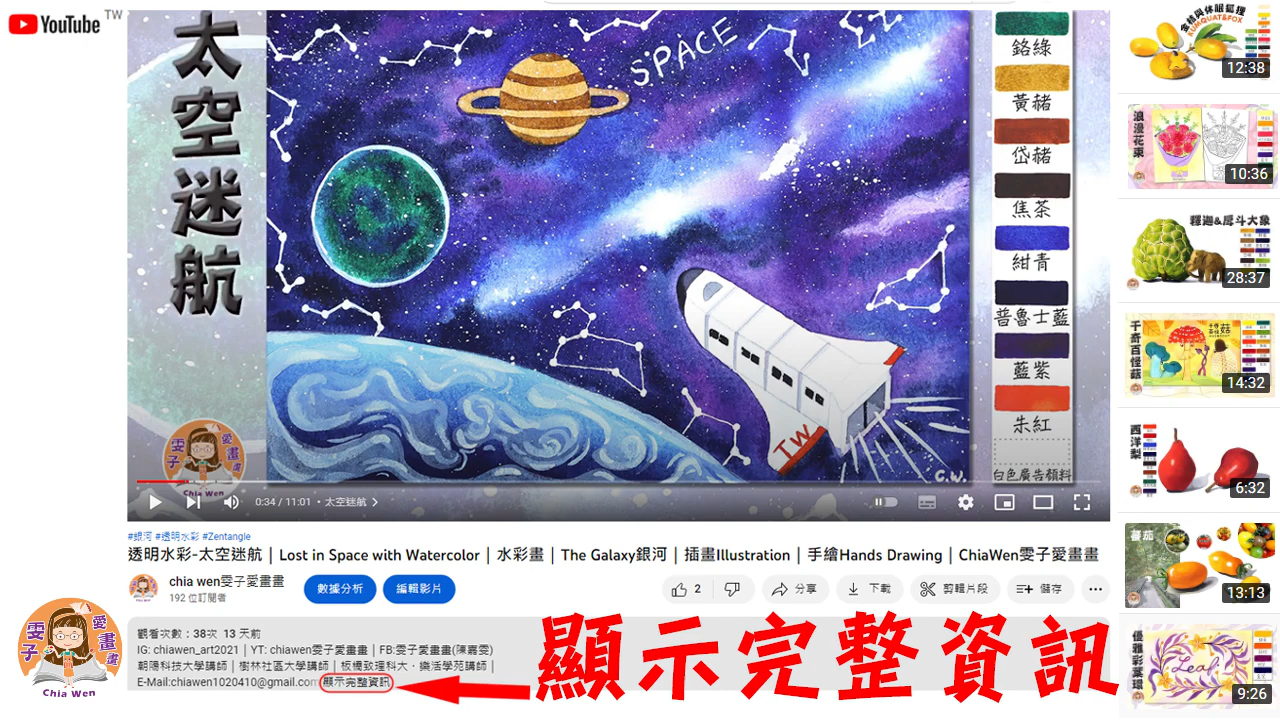 YouTube TW
太空迷航
SPACE
TW
C.W.
鉻綠
黃赭
岱赭
焦茶
紺青
普魯士藍
藍紫
朱紅
白色廣告顏料
雯子愛畫畫
Chia Wen
0:34 / 11:01 • 太空迷航
#銀河 #透明水彩 #Zentangle
透明水彩-太空迷航｜Lost in Space with Watercolor｜水彩畫｜The Galaxy銀河｜插畫Illustration｜手繪Hands Drawing｜ChiaWen雯子愛畫畫
chia wen雯子愛畫畫
192 位訂閱者
數據分析
編輯影片
2
分享
下載
剪輯片段
儲存
觀看次數：38次 13 天前
IG: chiawen_art2021｜YT: chiawen雯子愛畫畫｜FB:雯子愛畫畫(陳嘉雯)
朝陽科技大學講師｜樹林社區大學講師｜板橋致理科大．樂活學苑講師｜
E-Mail:chiawen1020410@gmail.com 顯示完整資訊
顯示完整資訊
雯子愛畫畫
Chia Wen
金桔與休眠狐狸
KUMQUAT&FOX
12:38
浪漫花束
10:36
釋迦&戽斗大象
28:37
千奇百怪菇
14:32
西洋梨
6:32
蕃茄
13:13
優雅彩葉環
Leaf
9:26